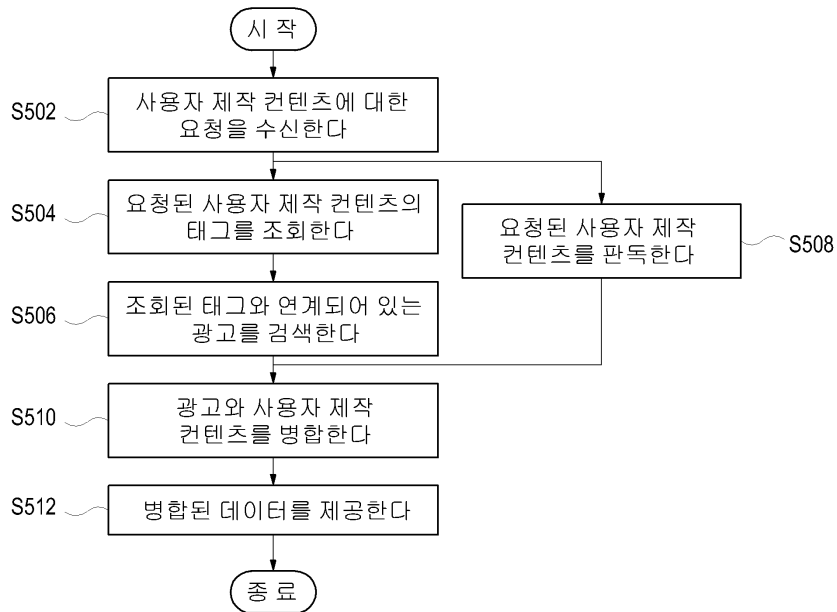 시 작
S502
사용자 제작 컨텐츠에 대한
요청을 수신한다
S504
요청된 사용자 제작 컨텐츠의
태그를 조회한다
요청된 사용자 제작
컨텐츠를 판독한다
S508
S506
조회된 태그와 연계되어 있는
광고를 검색한다
S510
광고와 사용자 제작
컨텐츠를 병합한다
S512
병합된 데이터를 제공한다
종 료